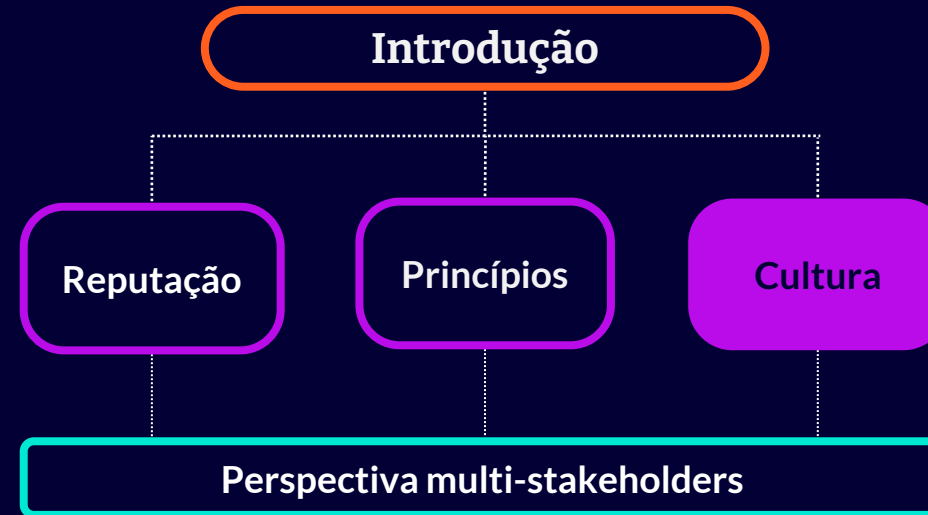 Introdução
Reputação
Princípios
Cultura
Perspectiva multi-stakeholders